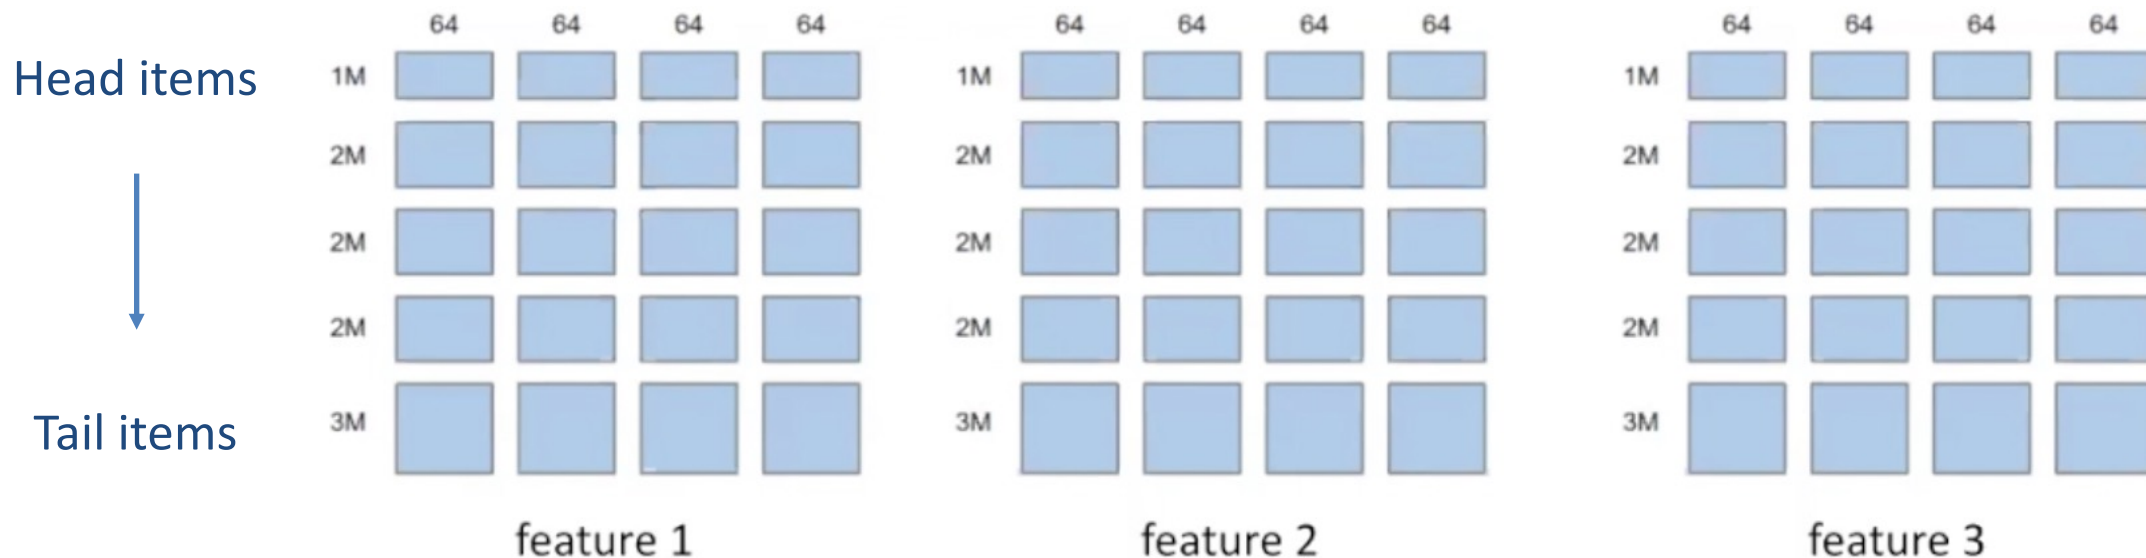 64 64 64 64 64 64 64 64 64 64 64 64
Head items 1M 1M 1M
2M 2M 2M
2M 2M 2M
2M 2M 2M
Tail items 3M 3M 3M
feature 1 feature 2 feature 3